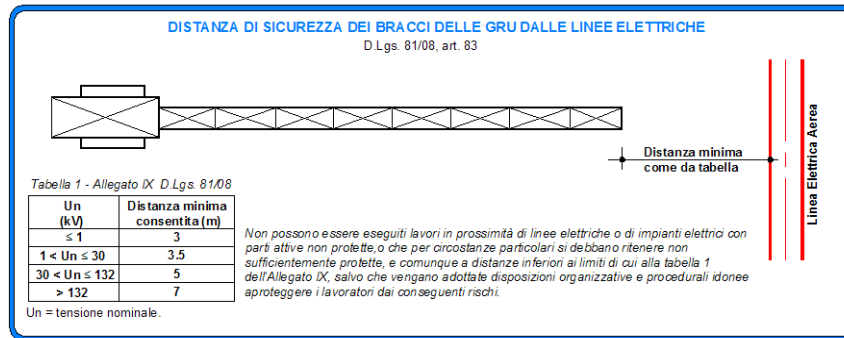 DISTANZA DI SICUREZZA DEI BRACCI DELLE GRU DALLE LINEE ELETTRICHE
D.Lgs. 81/08, art. 83
Distanza minima
come da tabella
Linea Elettrica Aerea
Tabella 1 - Allegato IX D.Lgs. 81/08
Un (kV) Distanza minima consentita (m)
≤ 1 3
1 < Un ≤ 30 3.5
30 < Un ≤ 132 5
> 132 7
Un = tensione nominale.
Non possono essere eseguiti lavori in prossimità di linee elettriche o di impianti elettrici con
parti attive non protette, o che per circostanze particolari si debbano ritenere non
sufficientemente protette, e comunque a distanze inferiori ai limiti di cui alla tabella 1
dell'Allegato IX, salvo che vengano adottate disposizioni organizzative e procedurali idonee
aproteggere i lavoratori dai conseguenti rischi.